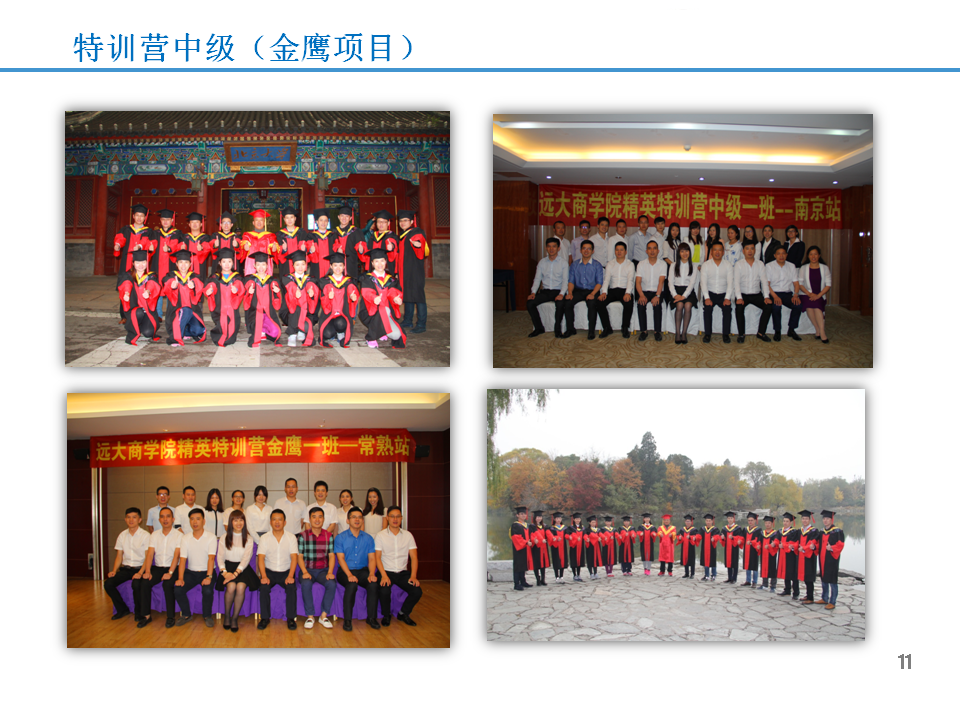 特训营中级（金鹰项目）
远大商学院精英特训营中级一班--南京站
远大商学院精英特训营金鹰一班—常熟站
11